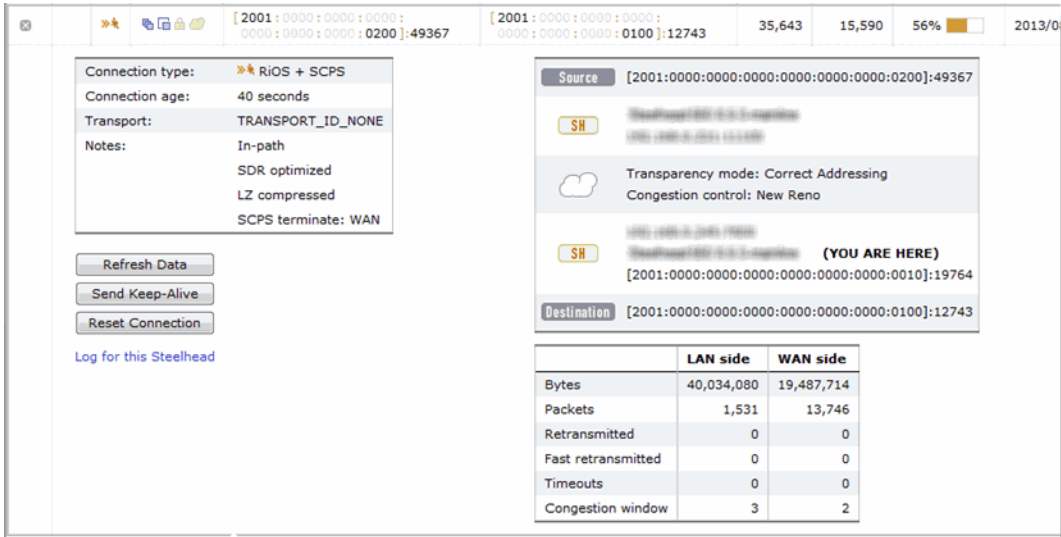 [ 2001 : 0000 : 0000 : 0000 :
0000 : 0000 : 0000 : 0200 ]:49367
[ 2001 : 0000 : 0000 : 0000 :
0000 : 0000 : 0000 : 0100 ]:12743
35,643
15,590
56%
2013/0
Connection type: RiOS + SCPS
Connection age: 40 seconds
Transport: TRANSPORT_ID_NONE
Notes: In-path
SDR optimized
LZ compressed
SCPS terminate: WAN
Refresh Data
Send Keep-Alive
Reset Connection
Log for this Steelhead
Source [2001:0000:0000:0000:0000:0000:0000:0200]:49367
SH
Transparency mode: Correct Addressing
Congestion control: New Reno
SH (YOU ARE HERE)
[2001:0000:0000:0000:0000:0000:0000:0010]:19764
Destination [2001:0000:0000:0000:0000:0000:0000:0100]:12743
LAN side WAN side
Bytes 40,034,080 19,487,714
Packets 1,531 13,746
Retransmitted 0 0
Fast retransmitted 0 0
Timeouts 0 0
Congestion window 3 2